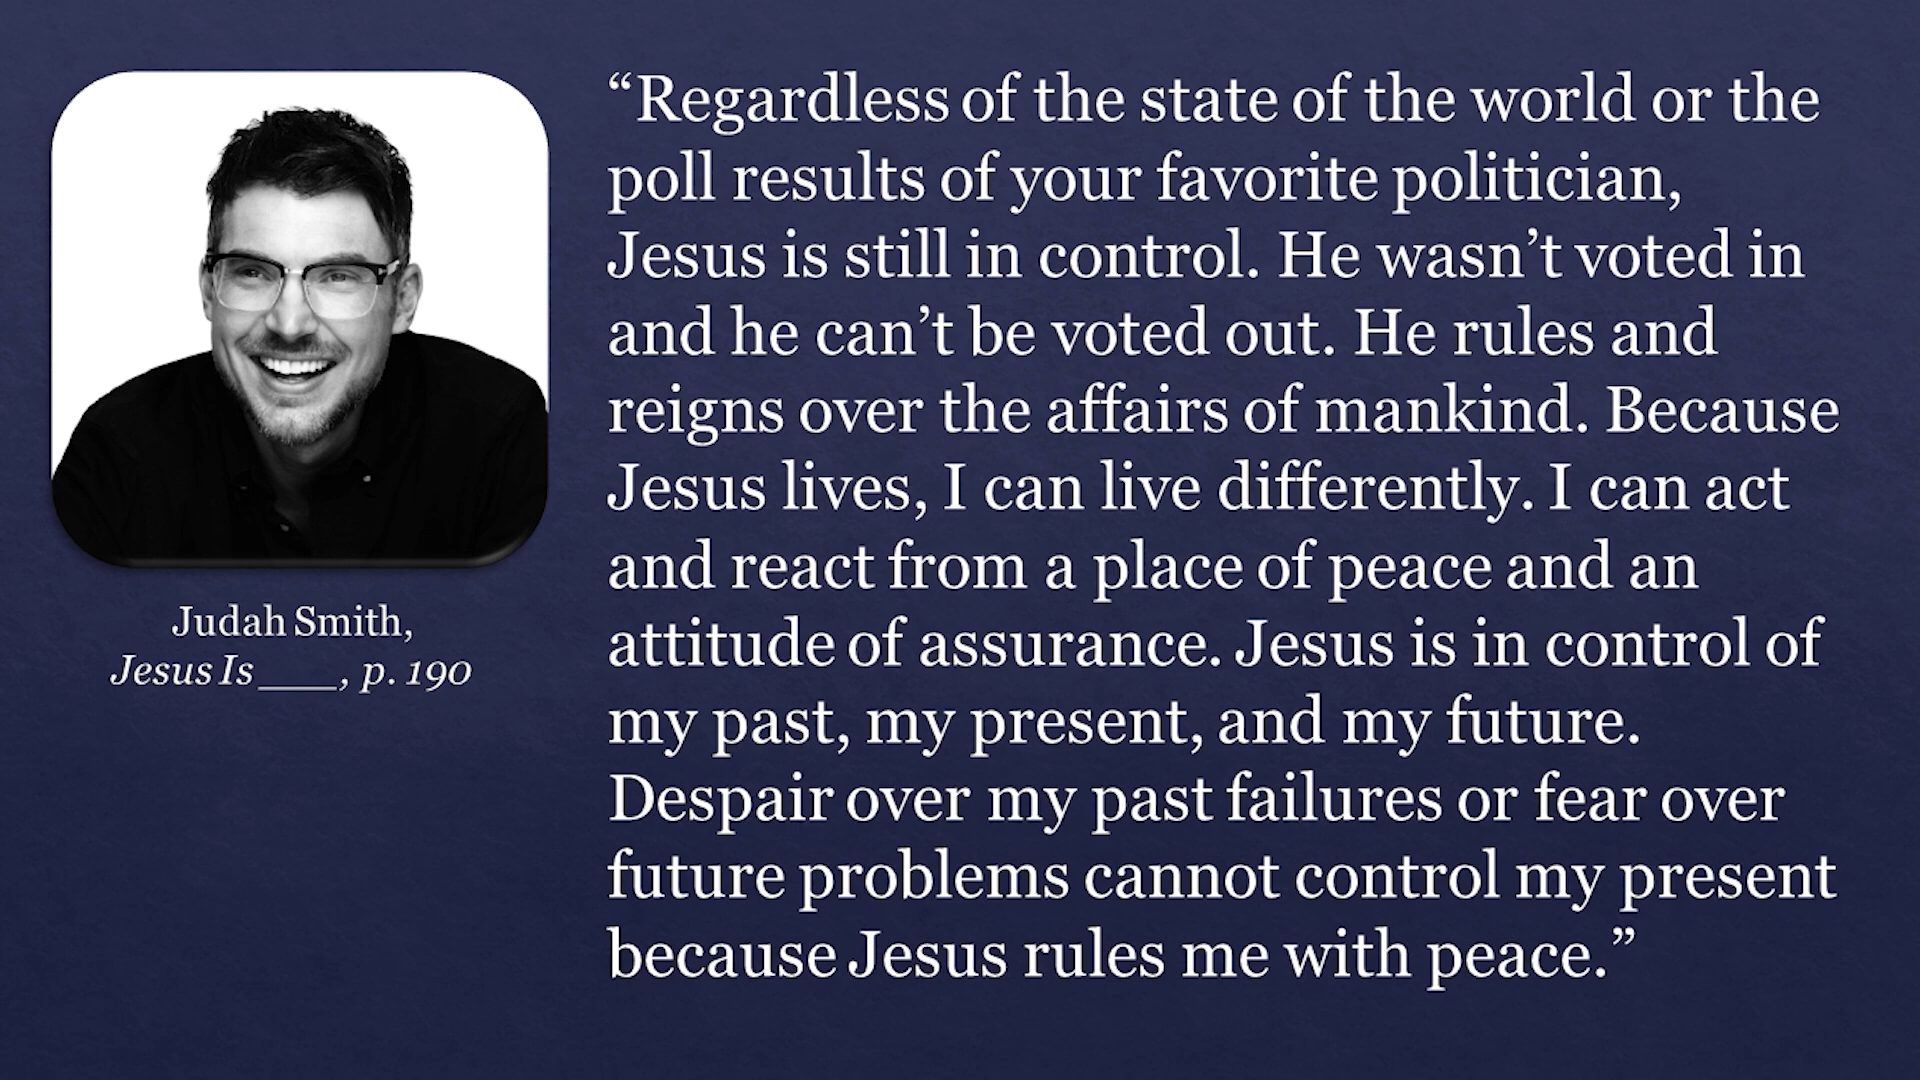 Judah Smith,
Jesus Is ___, p. 190
“Regardless of the state of the world or the
poll results of your favorite politician,
Jesus is still in control. He wasn’t voted in
and he can’t be voted out. He rules and
reigns over the affairs of mankind. Because
Jesus lives, I can live differently. I can act
and react from a place of peace and an
attitude of assurance. Jesus is in control of
my past, my present, and my future.
Despair over my past failures or fear over
future problems cannot control my present
because Jesus rules me with peace.”